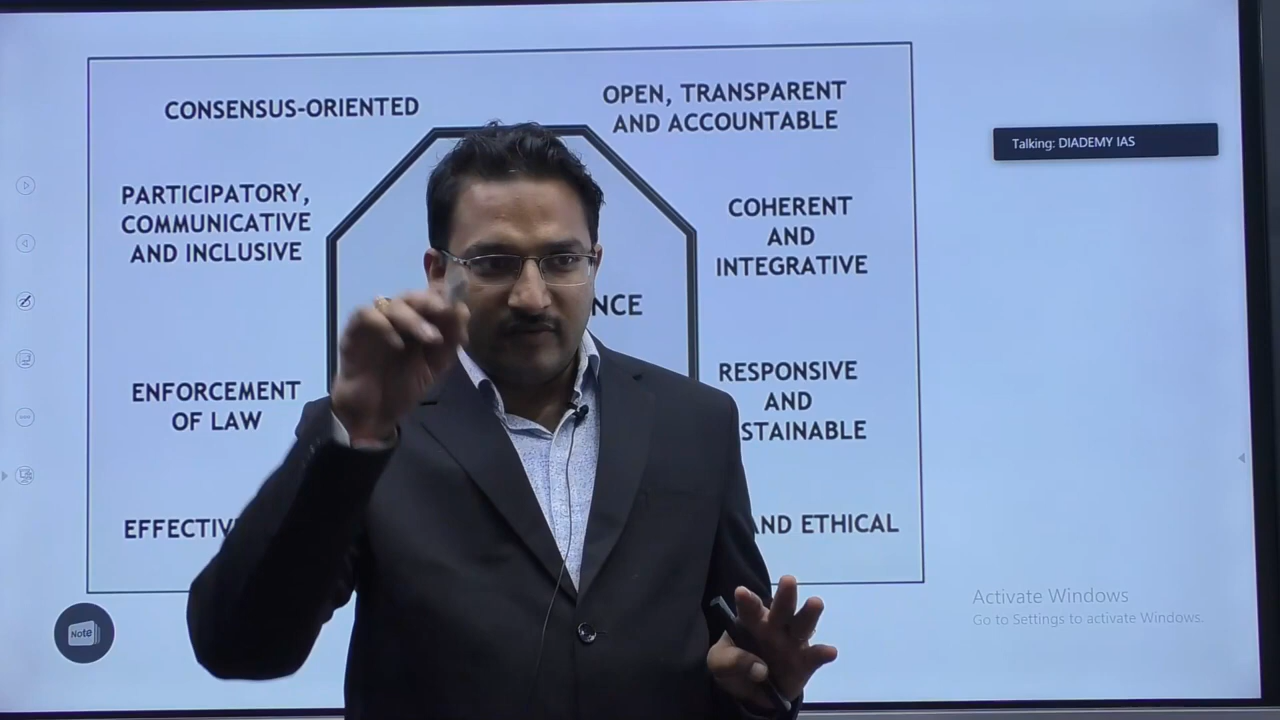 CONSENSUS-ORIENTED
OPEN, TRANSPARENT
AND ACCOUNTABLE
Talking: DIADEMY IAS
PARTICIPATORY,
COMMUNICATIVE
AND INCLUSIVE
COHERENT
AND
INTEGRATIVE
NCE
ENFORCEMENT
OF LAW
RESPONSIVE
AND
STAINABLE
EFFECTIV
ND ETHICAL
Activate Windows
Go to Settings to activate Windows.
Note